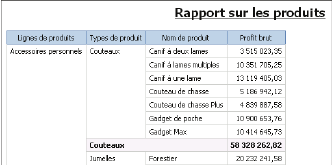 Rapport sur les produits
Lignes de produits Types de produit Nom de produit Profit brut
Accessoires personnels Couteaux Canif à deux lames 3 515 023,35
Canif à lames multiples 10 351 705,25
Canif à une lame 13 119 405,03
Couteau de chasse 5 186 942,12
Couteau de chasse Plus 4 839 887,58
Gadget de poche 10 900 653,76
Gadget Max 10 414 645,73
Couteaux 58 328 262,82
Jumelles Forestier 20 232 241,58